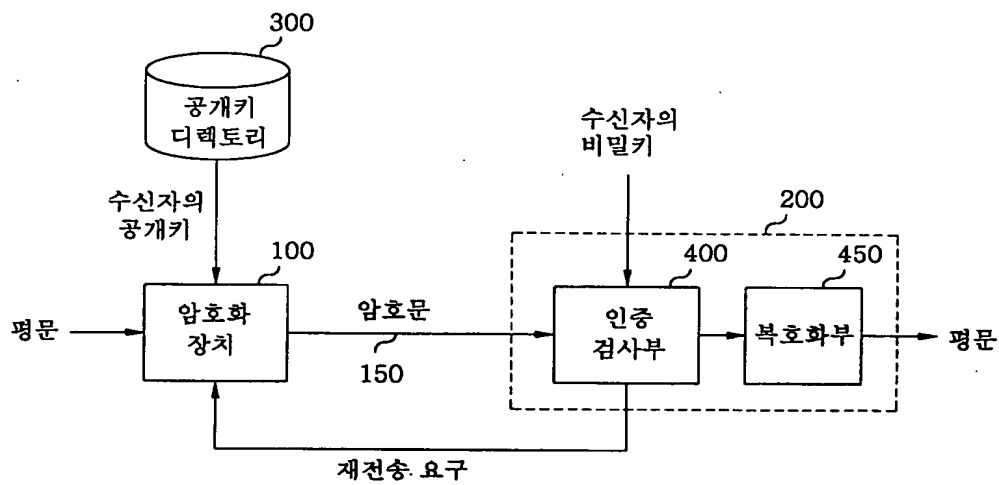 300
공개키
디렉토리
수신자의
비밀키
수신자의
공개키
200
100
400
450
평문
암호화
장치
암호문
150
인증
검사부
복호화부
평문
재전송 요구